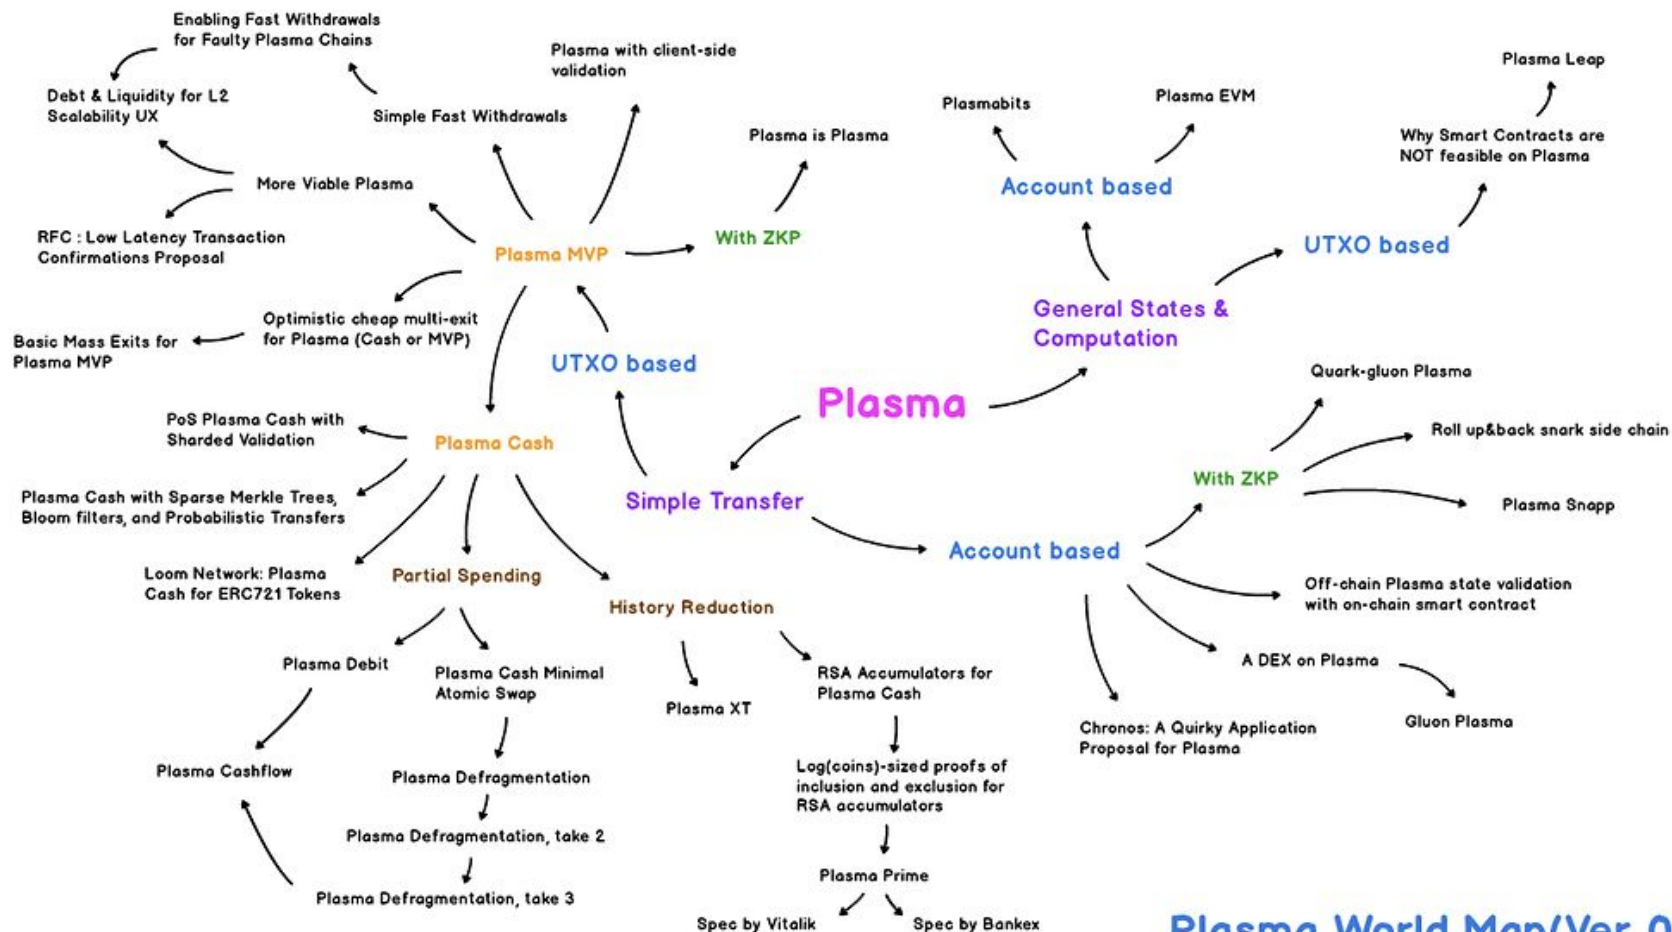 Enabling Fast Withdrawals
for Faulty Plasma Chains
Debt & Liquidity for L2
Scalability UX
Simple Fast Withdrawals
Plasma with client-side
validation
More Viable Plasma
RFC : Low Latency Transaction
Confirmations Proposal
Plasma is Plasma
With ZKP
Plasma MVP
Optimistic cheap multi-exit
for Plasma (Cash or MVP)
Basic Mass Exits for
Plasma MVP
UTXO based
PoS Plasma Cash with
Sharded Validation
Plasma Cash
Plasma Cash with Sparse Merkle Trees,
Bloom filters, and Probabilistic Transfers
Loom Network: Plasma
Cash for ERC721 Tokens
Partial Spending
History Reduction
Plasma Debit
Plasma Cash Minimal
Atomic Swap
Plasma Cashflow
Plasma Defragmentation
Plasma Defragmentation, take 2
Plasma Defragmentation, take 3
Plasma XT
RSA Accumulators for
Plasma Cash
Log(coins)-sized proofs of
inclusion and exclusion for
RSA accumulators
Plasma Prime
Spec by Vitalik
Spec by Bankex
Simple Transfer
Plasma
Plasmabits
Plasma EVM
Account based
Plasma Leap
Why Smart Contracts are
NOT feasible on Plasma
UTXO based
General States &
Computation
Quark-gluon Plasma
Roll up&back snark side chain
With ZKP
Plasma Snapp
Account based
Off-chain Plasma state validation
with on-chain smart contract
A DEX on Plasma
Gluon Plasma
Chronos: A Quirky Application
Proposal for Plasma
Plasma World Map(Ver 0